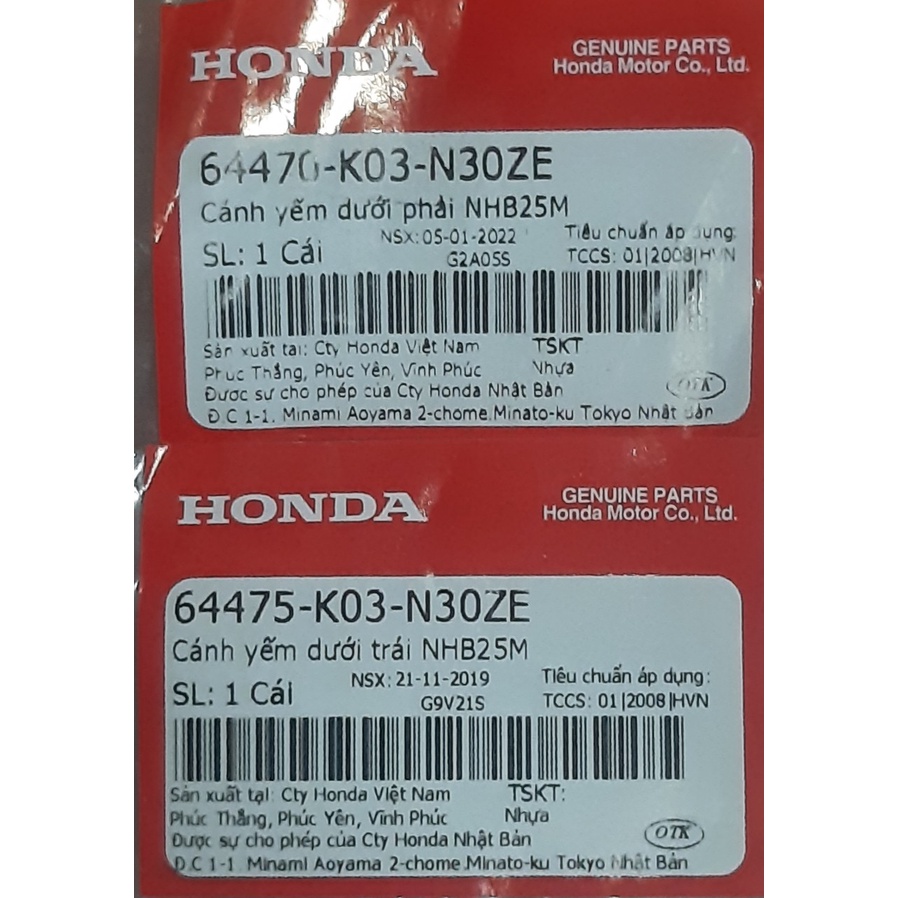 HONDA
GENUINE PARTS
Honda Motor Co., Ltd.
64470-K03-N30ZE
Cánh yếm dưới phải NHB25M
SL: 1 Cái
NSX: 05-01-2022
G2A05S
Tiêu chuẩn áp dụng:
TCCS: 01|2008|HVN
Sản xuất tại: Cty Honda Việt Nam
TSKT
Phúc Thắng, Phúc Yên, Vĩnh Phúc
Nhựa
Được sự cho phép của Cty Honda Nhật Bản
OTK
Đ.C 1-1. Minami Aoyama 2-chome.Minato-ku Tokyo Nhật Bản
HONDA
GENUINE PARTS
Honda Motor Co., Ltd.
64475-K03-N30ZE
Cánh yếm dưới trái NHB25M
SL: 1 Cái
NSX: 21-11-2019
G9V21S
Tiêu chuẩn áp dụng:
TCCS: 01|2008|HVN
Sản xuất tại: Cty Honda Việt Nam
TSKT:
Phúc Thắng, Phúc Yên, Vĩnh Phúc
Nhựa
Được sự cho phép của Cty Honda Nhật Bản
OTK
Đ.C 1-1. Minami Aoyama 2-chome.Minato-ku Tokyo Nhật Bản